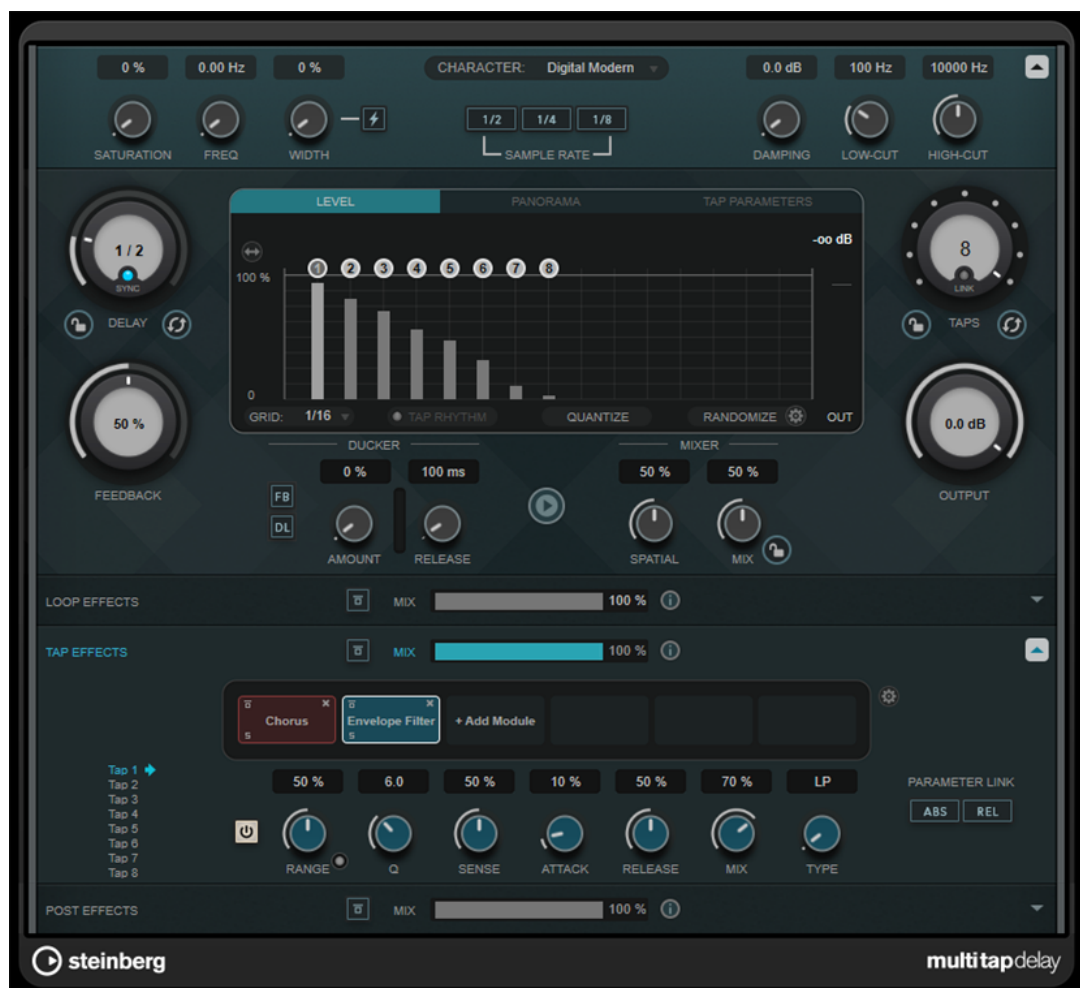 0 % 0.00 Hz 0 % CHARACTER: Digital Modern 0.0 dB 100 Hz 10000 Hz
1/2 1/4 1/8
SATURATION FREQ WIDTH SAMPLE RATE DAMPING LOW-CUT HIGH-CUT
LEVEL PANORAMA TAP PARAMETERS
1 / 2
SYNC
DELAY
-oo dB
8
LINK
TAPS
1 2 3 4 5 6 7 8
100 %
0
GRID: 1/16 TAP RHYTHM QUANTIZE RANDOMIZE OUT
50 %
FEEDBACK
0.0 dB
OUTPUT
DUCKER MIXER
0 % 100 ms 50 % 50 %
FB
DL
AMOUNT RELEASE SPATIAL MIX
LOOP EFFECTS MIX 100 %
TAP EFFECTS MIX 100 %
Chorus Envelope Filter + Add Module
S S
Tap 1
Tap 2
Tap 3
Tap 4
Tap 5
Tap 6
Tap 7
Tap 8
50 % 6.0 50 % 10 % 50 % 70 % LP
RANGE Q SENSE ATTACK RELEASE MIX TYPE
PARAMETER LINK
ABS REL
POST EFFECTS MIX 100 %
steinberg multitapdelay